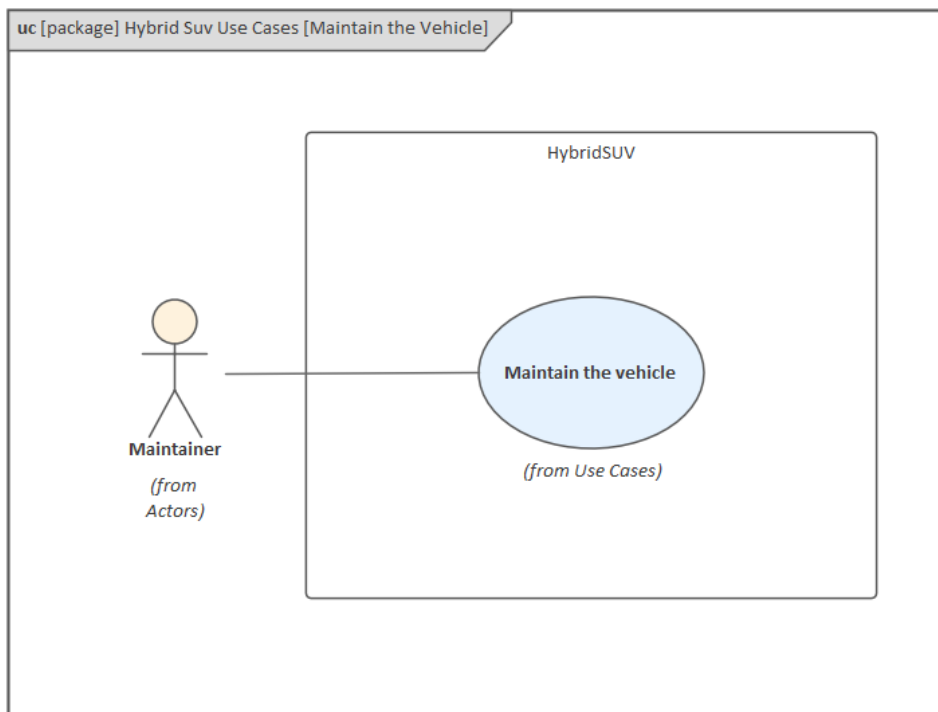 uc [package] Hybrid Suv Use Cases [Maintain the Vehicle]
HybridSUV
Maintain the vehicle
(from Use Cases)
Maintainer
(from
Actors)